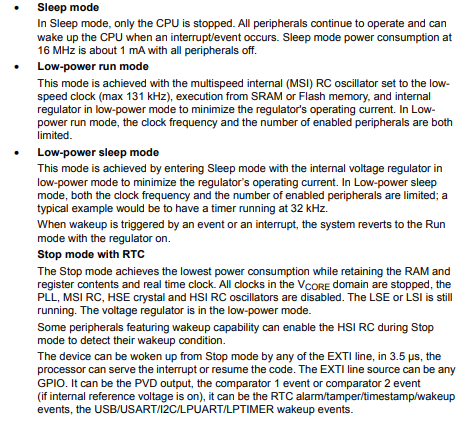 • Sleep mode
In Sleep mode, only the CPU is stopped. All peripherals continue to operate and can
wake up the CPU when an interrupt/event occurs. Sleep mode power consumption at
16 MHz is about 1 mA with all peripherals off.
• Low-power run mode
This mode is achieved with the multispeed internal (MSI) RC oscillator set to the low-
speed clock (max 131 kHz), execution from SRAM or Flash memory, and internal
regulator in low-power mode to minimize the regulator's operating current. In Low-
power run mode, the clock frequency and the number of enabled peripherals are both
limited.
• Low-power sleep mode
This mode is achieved by entering Sleep mode with the internal voltage regulator in
low-power mode to minimize the regulator's operating current. In Low-power sleep
mode, both the clock frequency and the number of enabled peripherals are limited; a
typical example would be to have a timer running at 32 kHz.
When wakeup is triggered by an event or an interrupt, the system reverts to the Run
mode with the regulator on.
Stop mode with RTC
The Stop mode achieves the lowest power consumption while retaining the RAM and
register contents and real time clock. All clocks in the VCORE domain are stopped, the
PLL, MSI RC, HSE crystal and HSI RC oscillators are disabled. The LSE or LSI is still
running. The voltage regulator is in the low-power mode.
Some peripherals featuring wakeup capability can enable the HSI RC during Stop
mode to detect their wakeup condition.
The device can be woken up from Stop mode by any of the EXTI line, in 3.5 µs, the
processor can serve the interrupt or resume the code. The EXTI line source can be any
GPIO. It can be the PVD output, the comparator 1 event or comparator 2 event
(if internal reference voltage is on), it can be the RTC alarm/tamper/timestamp/wakeup
events, the USB/USART/I2C/LPUART/LPTIMER wakeup events.